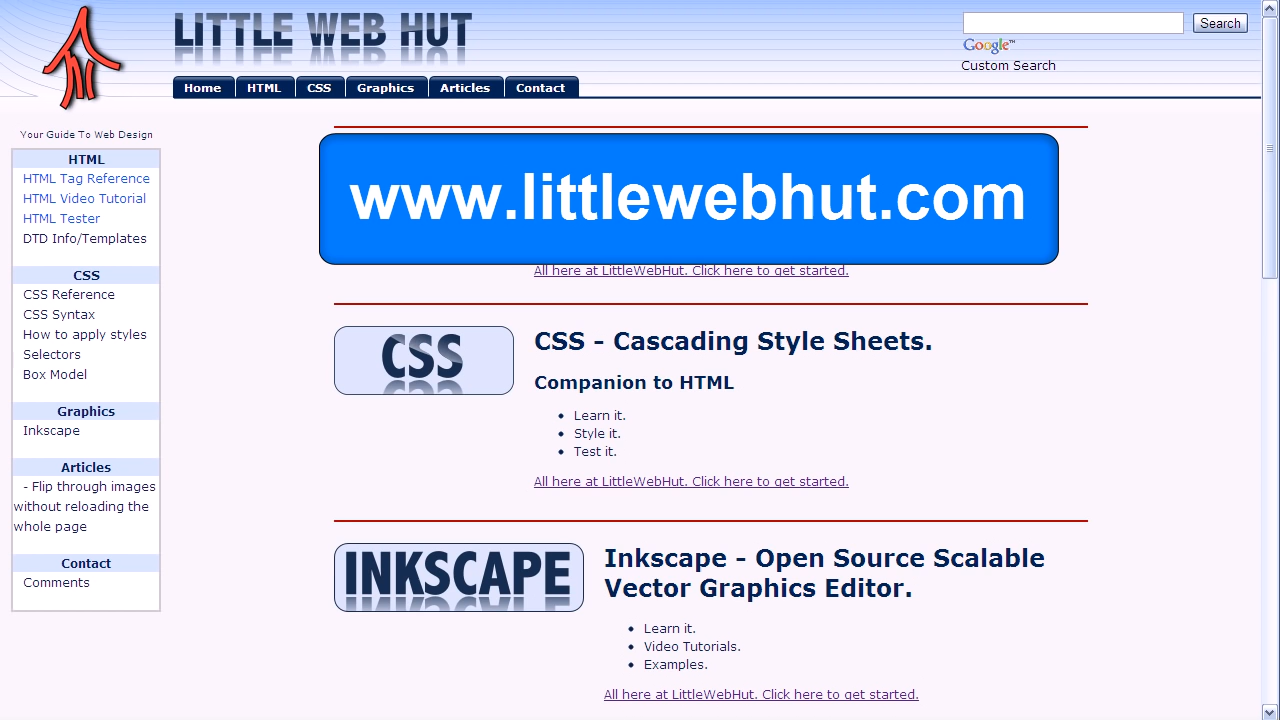 LITTLE WEB HUT
Search
Google™
Custom Search
Home HTML CSS Graphics Articles Contact
Your Guide To Web Design
HTML
HTML Tag Reference
HTML Video Tutorial
HTML Tester
DTD Info/Templates
CSS
CSS Reference
CSS Syntax
How to apply styles
Selectors
Box Model
Graphics
Inkscape
Articles
- Flip through images
without reloading the
whole page
Contact
Comments
www.littlewebhut.com
All here at LittleWebHut. Click here to get started.
CSS
CSS - Cascading Style Sheets.
Companion to HTML
• Learn it.
• Style it.
• Test it.
All here at LittleWebHut. Click here to get started.
INKSCAPE
Inkscape - Open Source Scalable
Vector Graphics Editor.
• Learn it.
• Video Tutorials.
• Examples.
All here at LittleWebHut. Click here to get started.